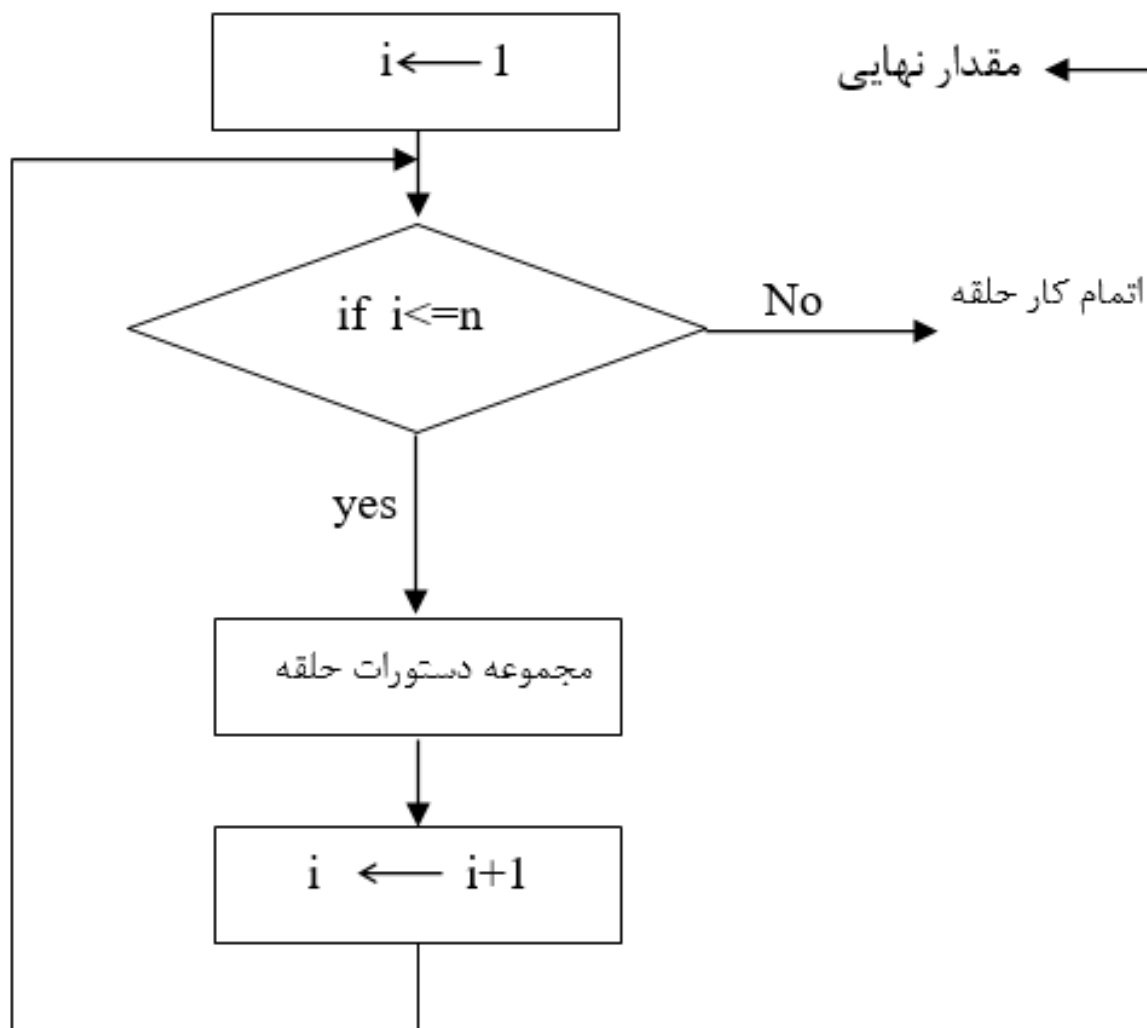 i ← 1
مقدار نهایی ←
if i<=n
No
اتمام کار حلقه
yes
مجموعه دستورات حلقه
i ← i+1